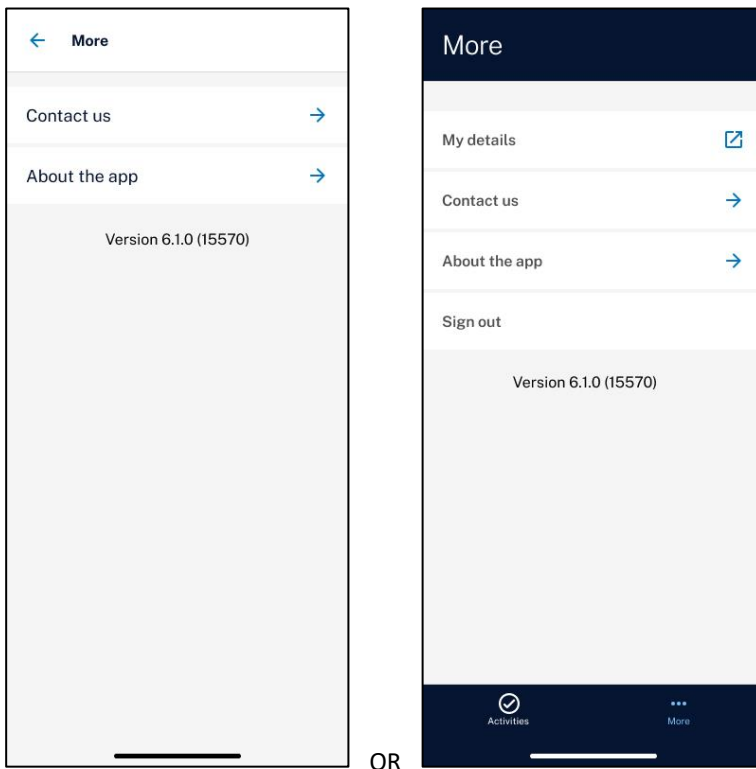 More
Contact us
About the app
Version 6.1.0 (15570)
OR
More
My details
Contact us
About the app
Sign out
Version 6.1.0 (15570)
Activities
More